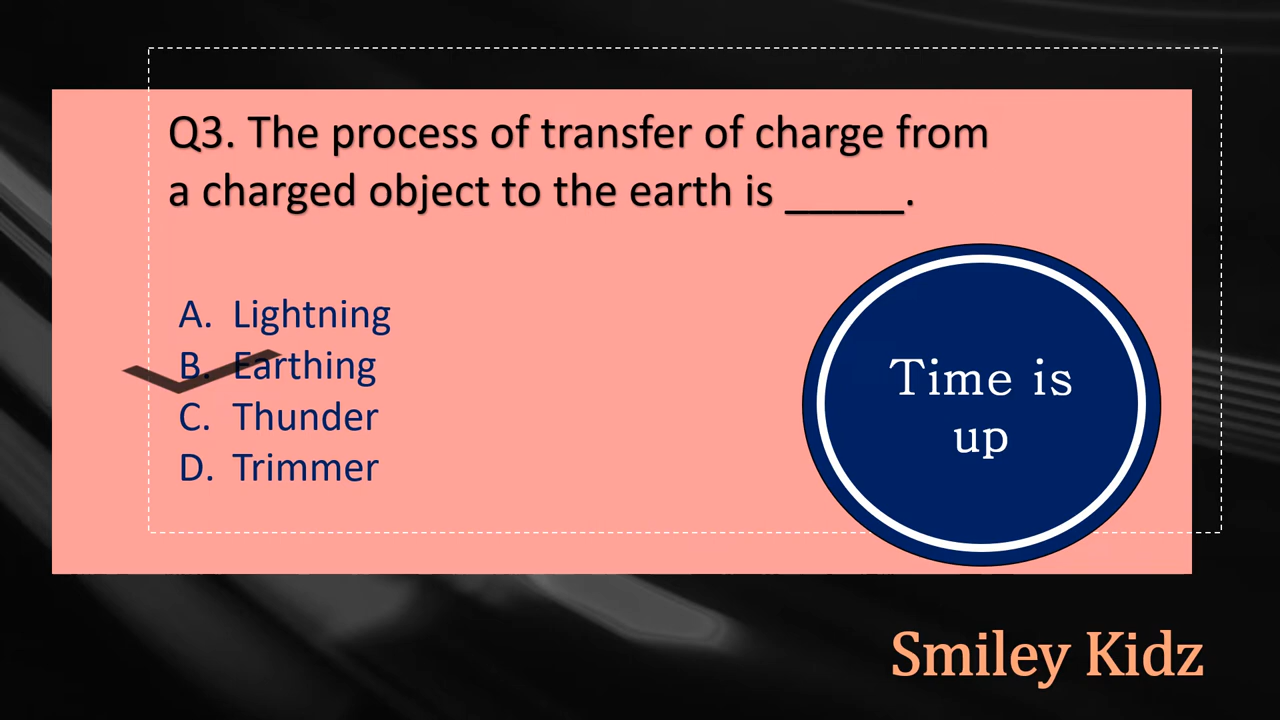 Q3. The process of transfer of charge from
a charged object to the earth is _____.
A. Lightning
B. Earthing
C. Thunder
D. Trimmer
Time is
up
Smiley Kidz